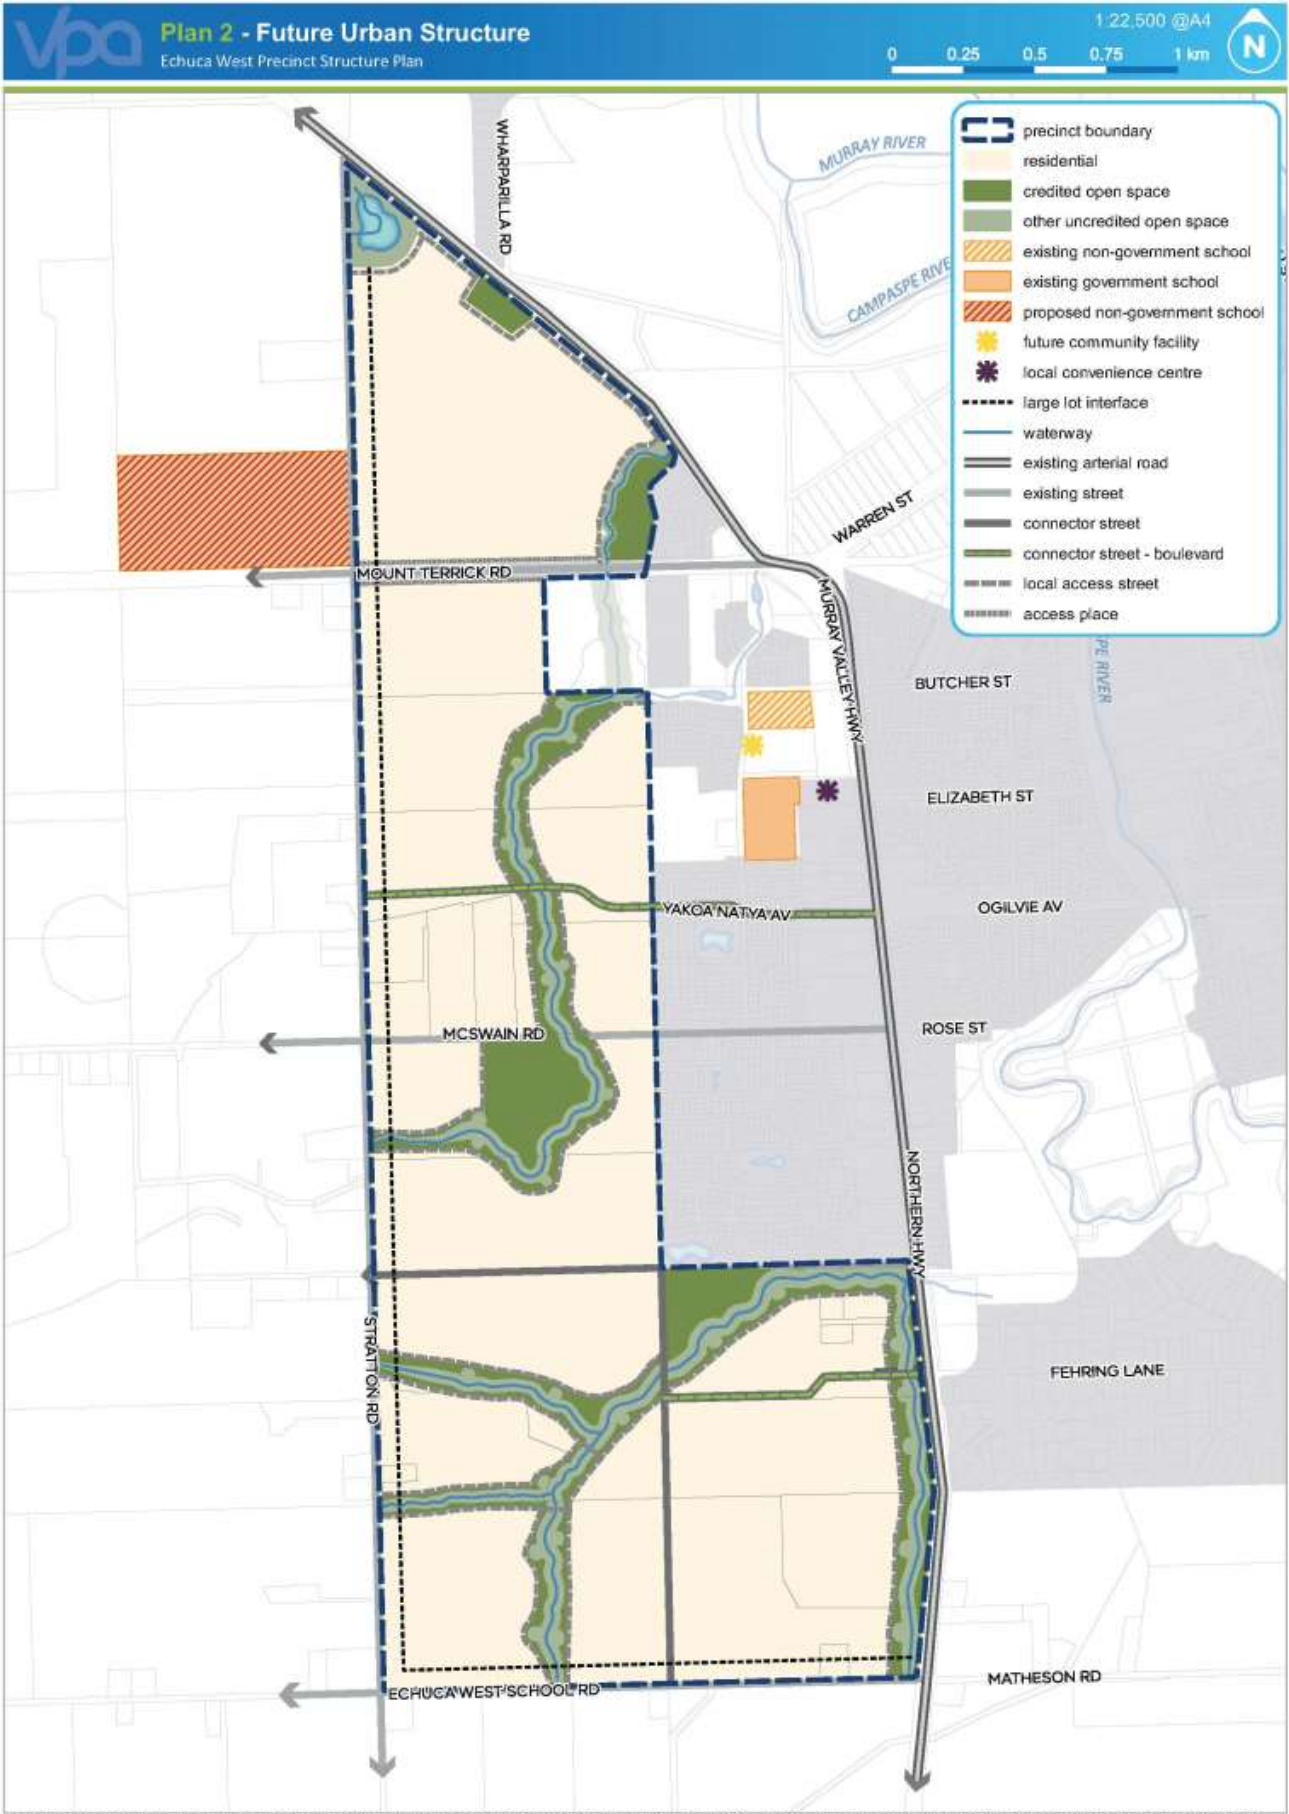 vpa
Plan 2 - Future Urban Structure
Echuca West Precinct Structure Plan
1:22,500 @A4
0 0.25 0.5 0.75 1 km
N
precinct boundary
residential
credited open space
other uncredited open space
existing non-government school
existing government school
proposed non-government school
future community facility
local convenience centre
large lot interface
waterway
existing arterial road
existing street
connector street
connector street - boulevard
local access street
access place
WHARPARILLA RD
MURRAY RIVER
CAMPASPE RIVE
WARREN ST
MOUNT TERRICK RD
MURRAY VALLEY HWY
PE RIVER
BUTCHER ST
ELIZABETH ST
YAKOA NATYA AV
OGILVIE AV
MCSWAIN RD
ROSE ST
NORTHERN HWY
STRATTON RD
FEHRING LANE
ECHUCA WEST SCHOOL RD
MATHESON RD